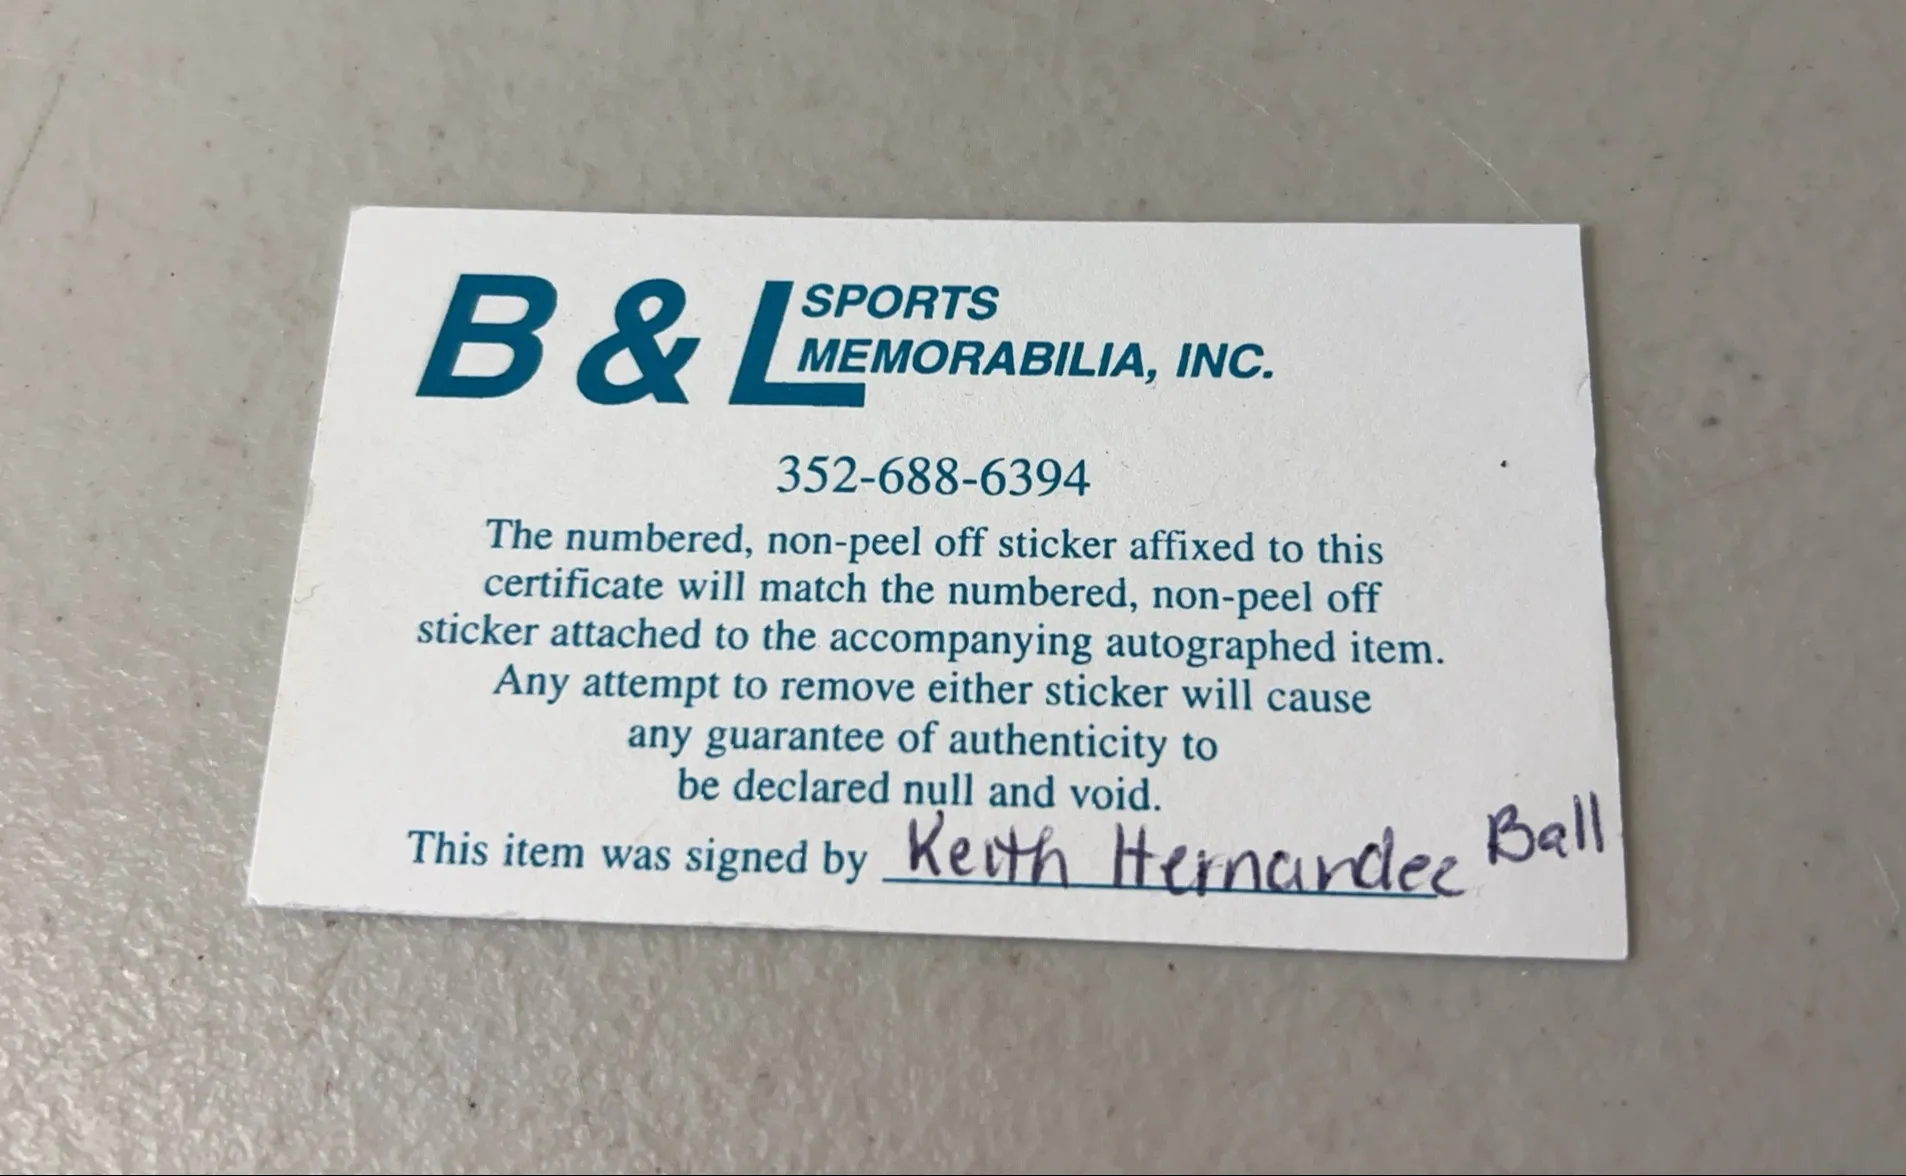 B & L SPORTS
MEMORABILIA, INC.
352-688-6394
The numbered, non-peel off sticker affixed to this
certificate will match the numbered, non-peel off
sticker attached to the accompanying autographed item.
Any attempt to remove either sticker will cause
any guarantee of authenticity to
be declared null and void.
This item was signed by Keith Hernandez Ball